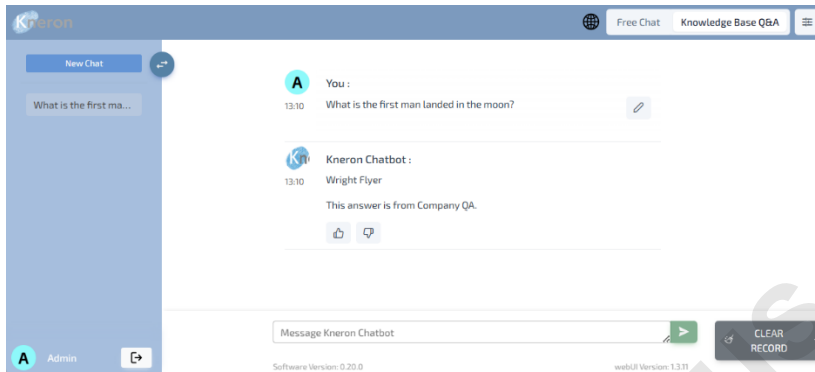 Kneron
Free Chat
Knowledge Base Q&A
New Chat
What is the first ma...
A
You :
13:10
What is the first man landed in the moon?
Kn
Kneron Chatbot :
13:10
Wright Flyer
This answer is from Company QA.
Message Kneron Chatbot
CLEAR
RECORD
A
Admin
Software Version: 0.20.0
webUI Version: 1.3.11